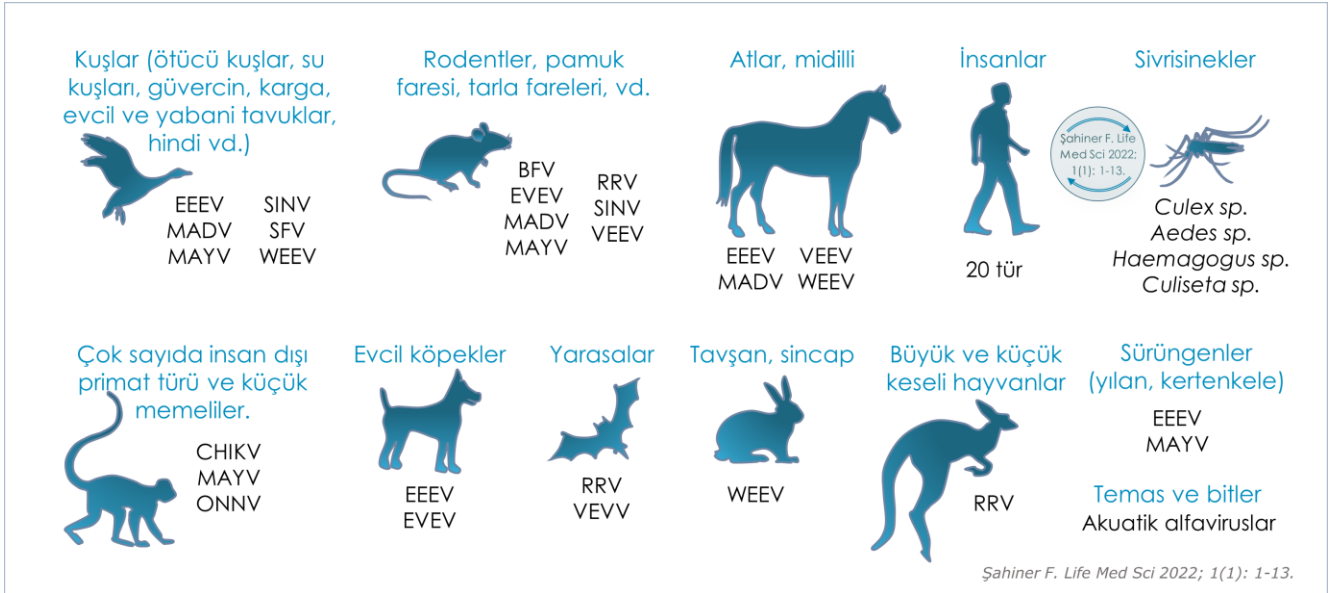 Kuşlar (ötücü kuşlar, su
kuşları, güvercin, karga,
evcil ve yabani tavuklar,
hindi vd.)
EEEV SINV
MADV SFV
MAYV WEEV
Rodentler, pamuk
faresi, tarla fareleri, vd.
BFV
EVEV
MADV
MAYV
RRV
SINV
VEEV
Atlar, midilli
EEEV VEEV
MADV WEEV
İnsanlar
20 tür
Şahiner F. Life
Med Sci 2022;
1(1): 1-13.
Sivrisinekler
Culex sp.
Aedes sp.
Haemagogus sp.
Culiseta sp.
Çok sayıda insan dışı
primat türü ve küçük
memeliler.
CHIKV
MAYV
ONNV
Evcil köpekler
EEEV
EVEV
Yarasalar
RRV
VEVV
Tavşan, sincap
WEEV
Büyük ve küçük
keseli hayvanlar
RRV
Sürüngenler
(yılan, kertenkele)
EEEV
MAYV
Temas ve bitler
Akuatik alfaviruslar
Şahiner F. Life Med Sci 2022; 1(1): 1-13.